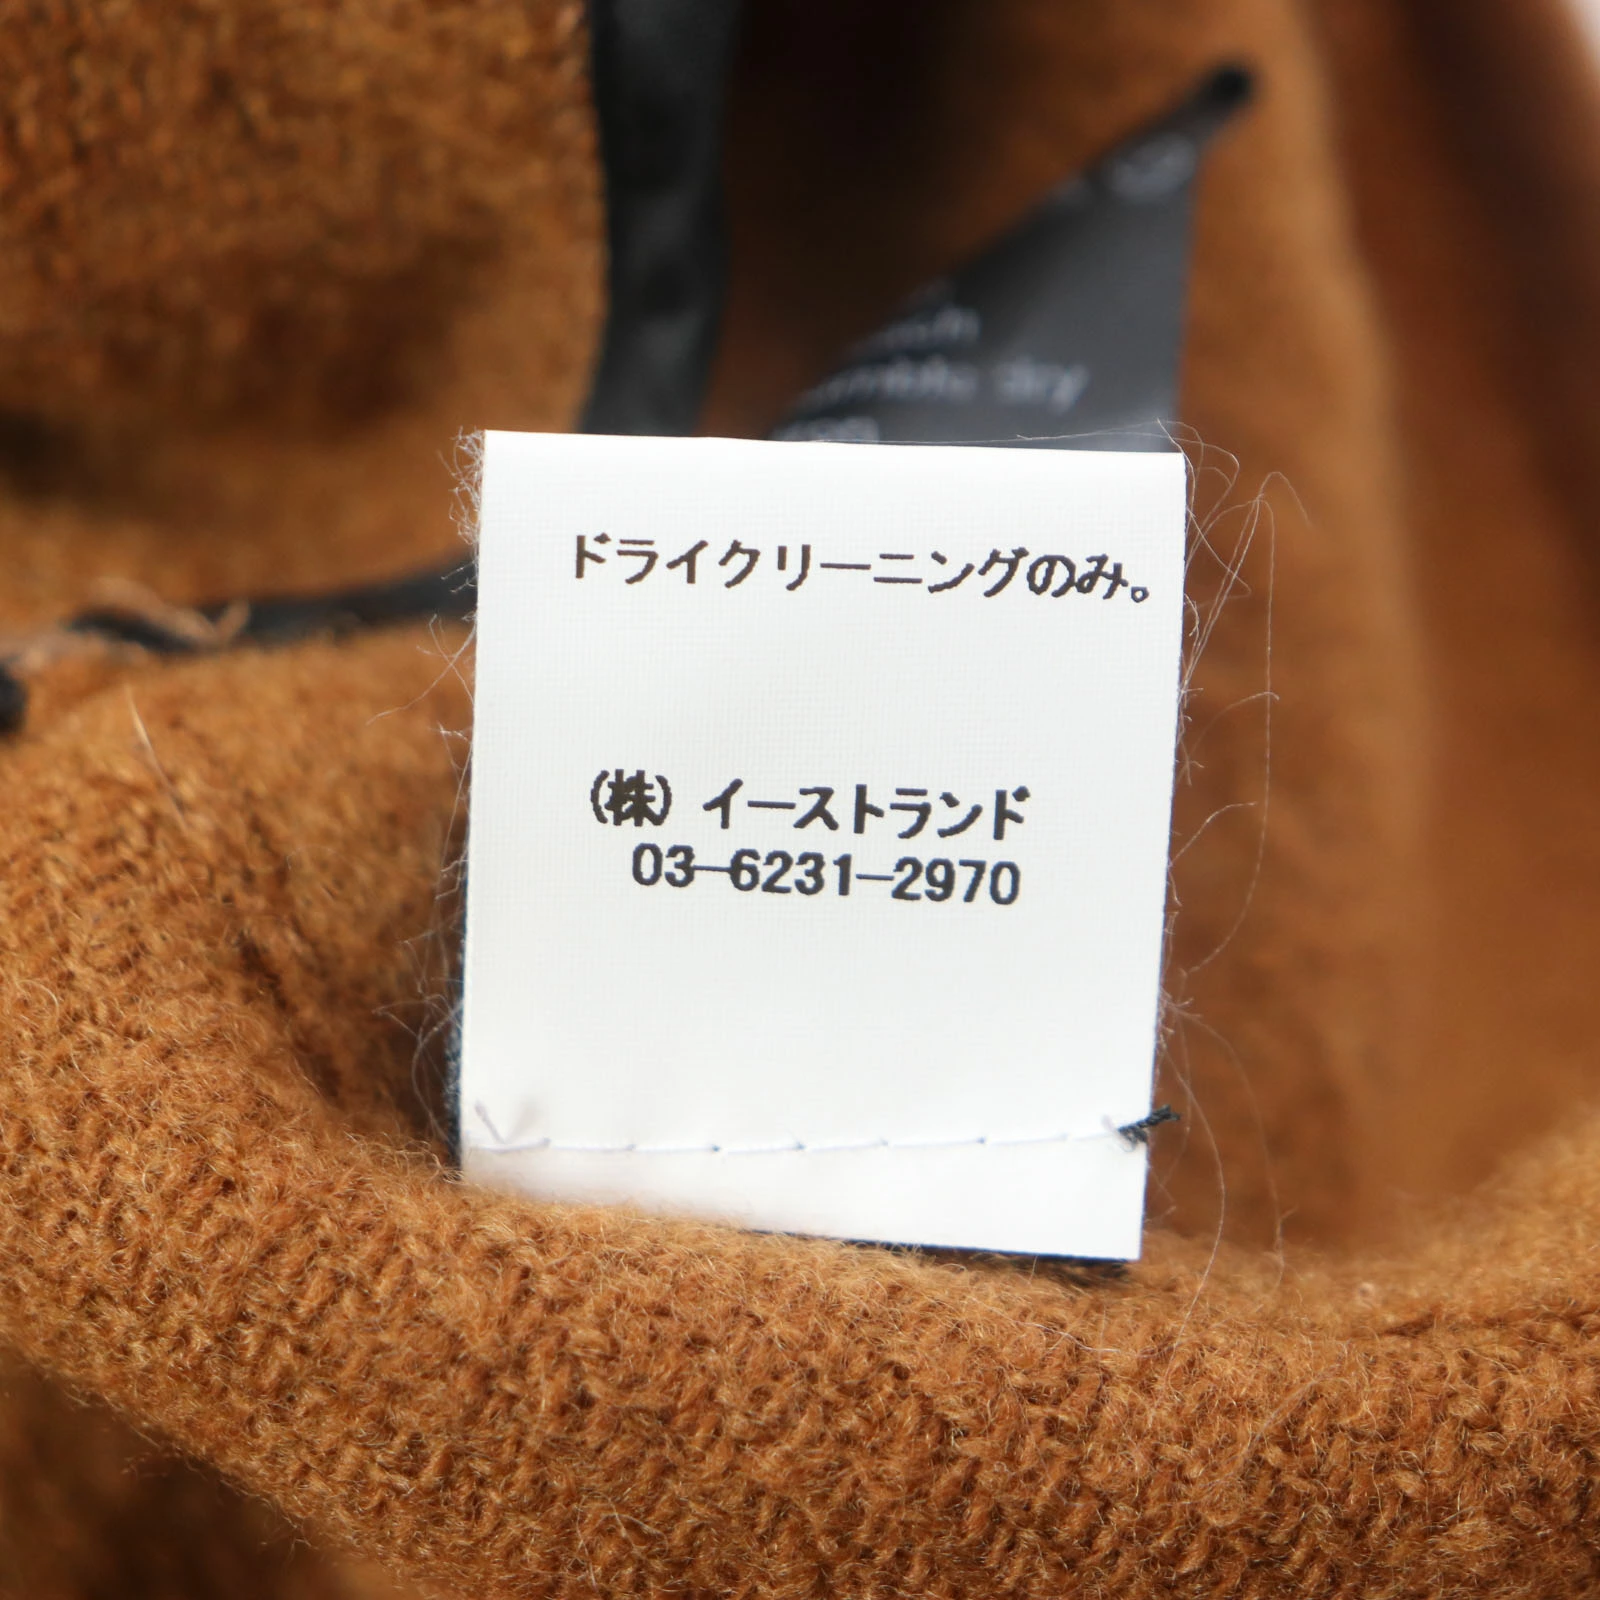 dry
ドライクリーニングのみ。
(株) イーストランド
03-6231-2970